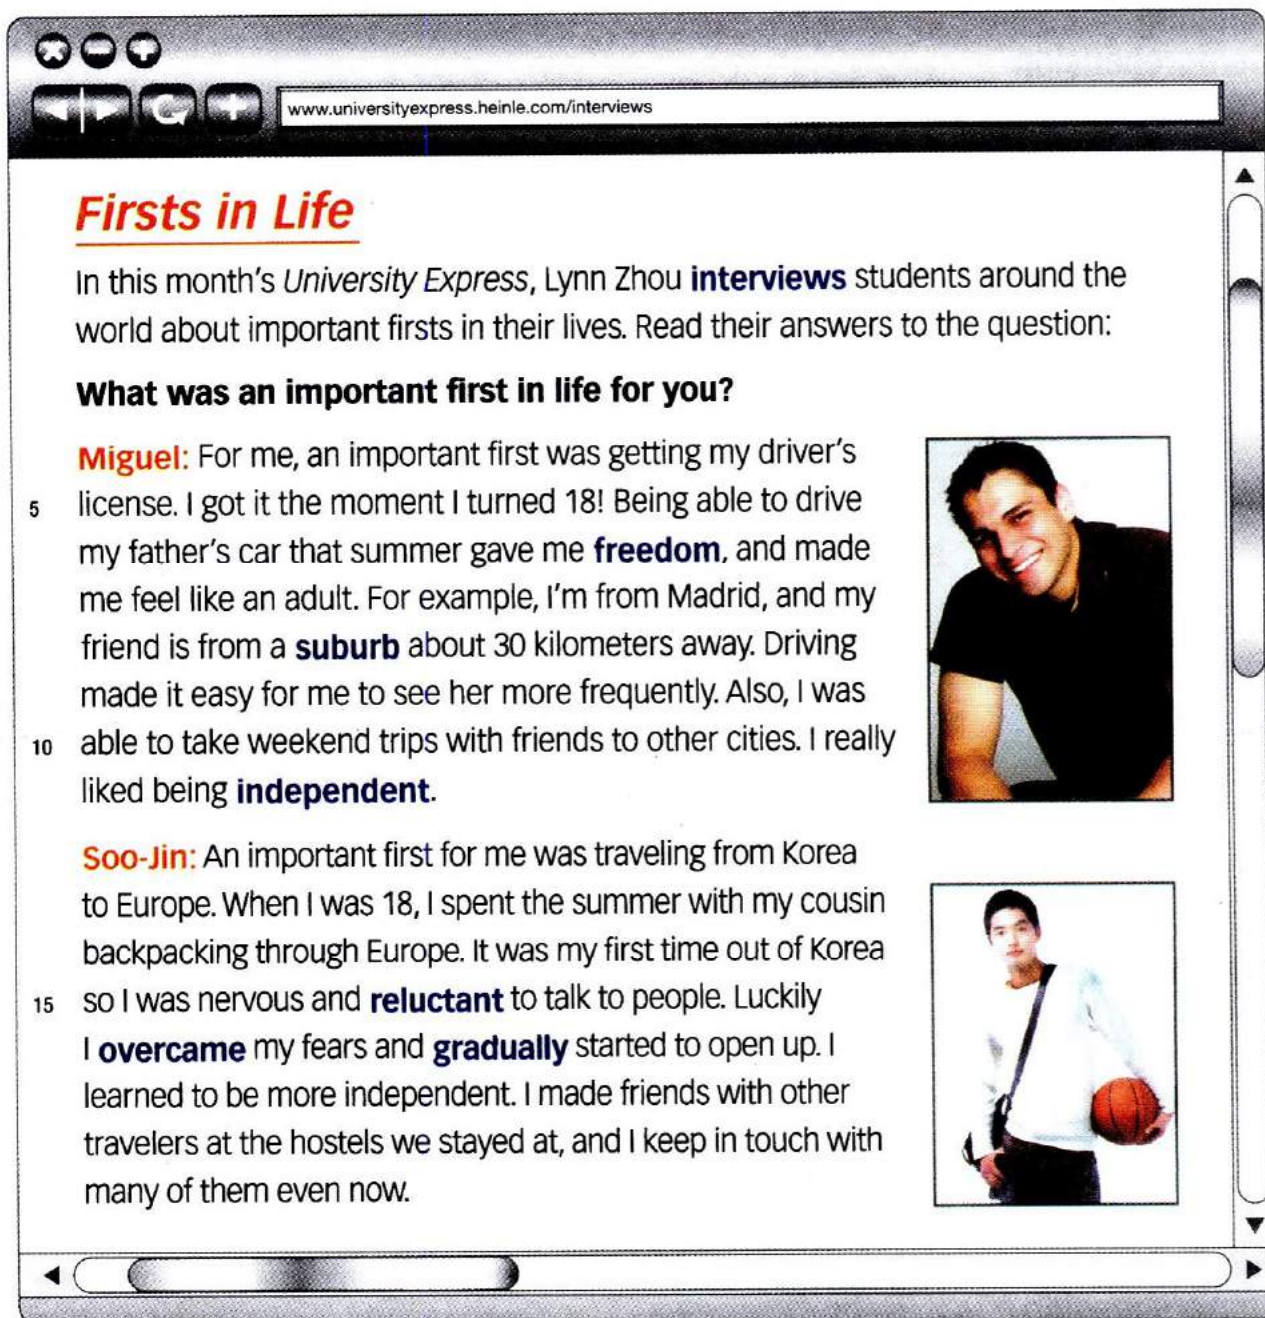 www.universityexpress.heinle.com/interviews
Firsts in Life
In this month's University Express, Lynn Zhou interviews students around the
world about important firsts in their lives. Read their answers to the question:
What was an important first in life for you?
Miguel: For me, an important first was getting my driver's
5 license. I got it the moment I turned 18! Being able to drive
my father's car that summer gave me freedom, and made
me feel like an adult. For example, I'm from Madrid, and my
friend is from a suburb about 30 kilometers away. Driving
made it easy for me to see her more frequently. Also, I was
10 able to take weekend trips with friends to other cities. I really
liked being independent.
Soo-Jin: An important first for me was traveling from Korea
to Europe. When I was 18, I spent the summer with my cousin
backpacking through Europe. It was my first time out of Korea
15 so I was nervous and reluctant to talk to people. Luckily
I overcame my fears and gradually started to open up. I
learned to be more independent. I made friends with other
travelers at the hostels we stayed at, and I keep in touch with
many of them even now.